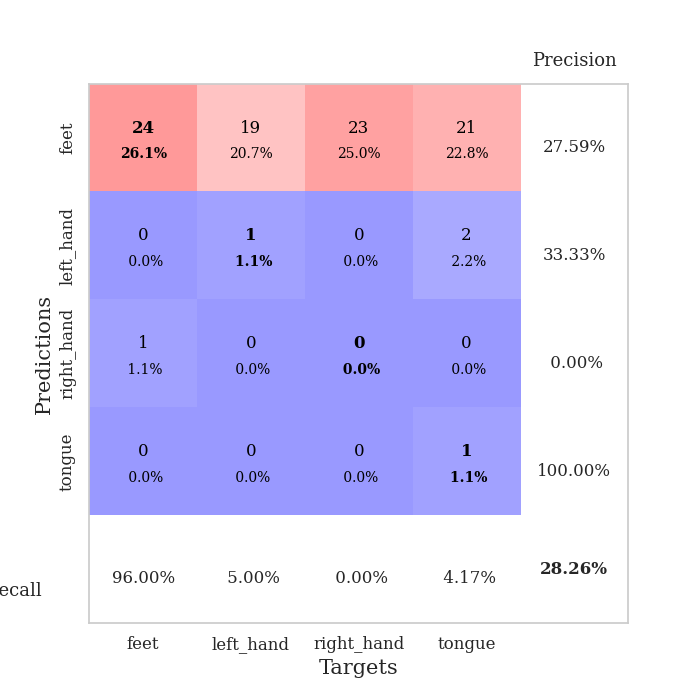 Precision
feet 24 19 23 21 27.59%
26.1% 20.7% 25.0% 22.8%
left_hand 0 1 0 2 33.33%
0.0% 1.1% 0.0% 2.2%
right_hand 1 0 0 0 0.00%
1.1% 0.0% 0.0% 0.0%
tongue 0 0 0 1 100.00%
0.0% 0.0% 0.0% 1.1%
Predictions
ecall 96.00% 5.00% 0.00% 4.17% 28.26%
feet left_hand right_hand tongue
Targets